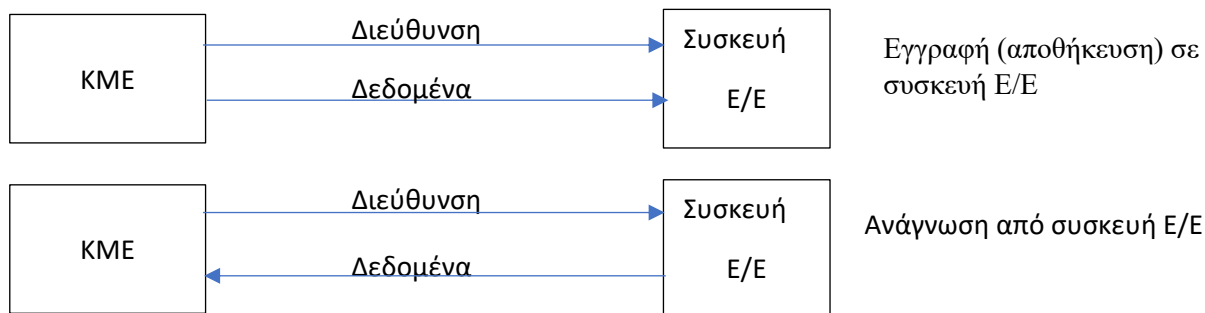 Διεύθυνση
Συσκευή
ΚΜΕ
Δεδομένα
Ε/Ε
Εγγραφή (αποθήκευση) σε
συσκευή Ε/Ε
Διεύθυνση
Συσκευή
ΚΜΕ
Δεδομένα
Ε/Ε
Ανάγνωση από συσκευή Ε/Ε